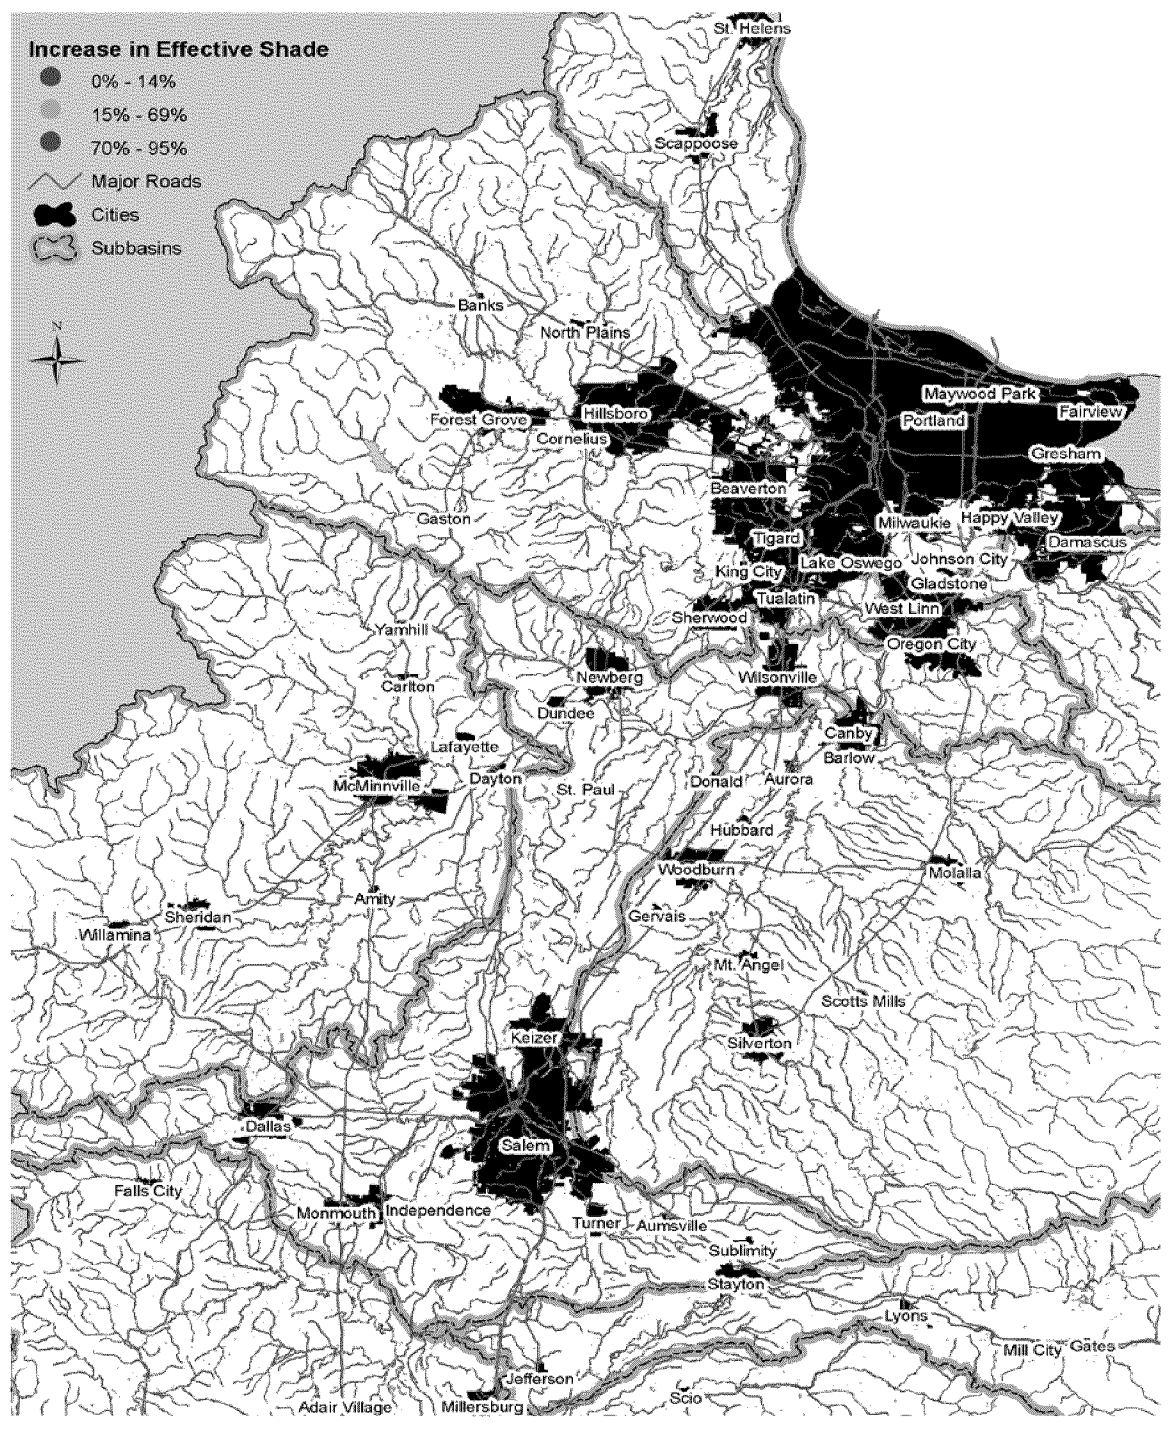 St. Helens
Increase in Effective Shade
0% - 14%
15% - 69%
70% - 95%
Major Roads
Cities
Subbasins
N
Scappoose
Banks
North Plains
Maywood Park
Fairview
Forest Grove
Hillsboro
Portland
Cornelius
Gresham
Beaverton
Gaston
Milwaukie
Happy Valley
Tigard
Damascus
King City
Lake Oswego
Johnson City
Gladstone
Tualatin
West Linn
Sherwood
Yamhill
Oregon City
Newberg
Wilsonville
Carlton
Dundee
Canby
Lafayette
Barlow
McMinnville
Dayton
St. Paul
Donald
Aurora
Hubbard
Woodburn
Molalla
Amity
Sheridan
Gervais
Willamina
Mt. Angel
Scotts Mills
Keizer
Silverton
Dallas
Salem
Falls City
Monmouth
Independence
Turner
Aumsville
Sublimity
Stayton
Lyons
Mill City
Gates
Jefferson
Scio
Adair Village
Millersburg